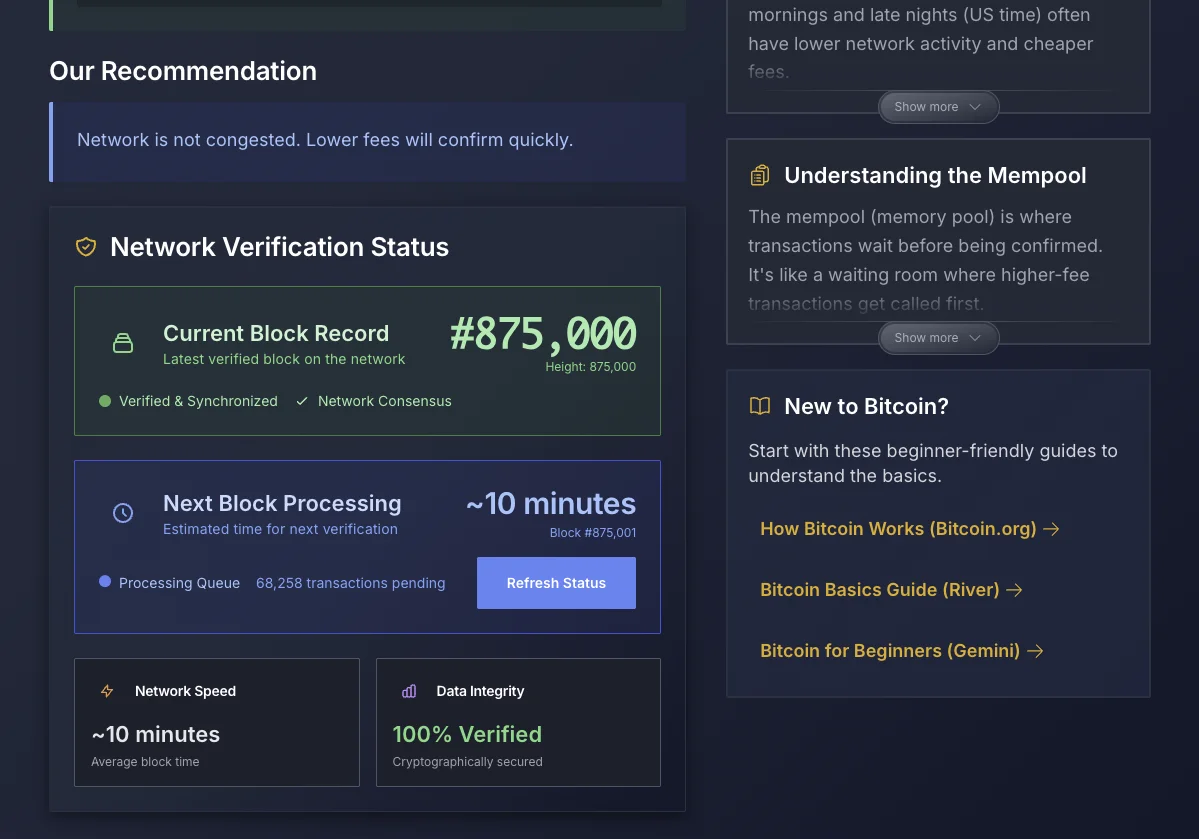 Our Recommendation
Network is not congested. Lower fees will confirm quickly.
Network Verification Status
Current Block Record
Latest verified block on the network
#875,000
Height: 875,000
Verified & Synchronized
Network Consensus
Next Block Processing
Estimated time for next verification
~10 minutes
Block #875,001
Processing Queue
68,258 transactions pending
Refresh Status
Network Speed
~10 minutes
Average block time
Data Integrity
100% Verified
Cryptographically secured
mornings and late nights (US time) often
have lower network activity and cheaper
fees.
Show more
Understanding the Mempool
The mempool (memory pool) is where
transactions wait before being confirmed.
It's like a waiting room where higher-fee
transactions get called first.
Show more
New to Bitcoin?
Start with these beginner-friendly guides to
understand the basics.
How Bitcoin Works (Bitcoin.org) →
Bitcoin Basics Guide (River) →
Bitcoin for Beginners (Gemini) →